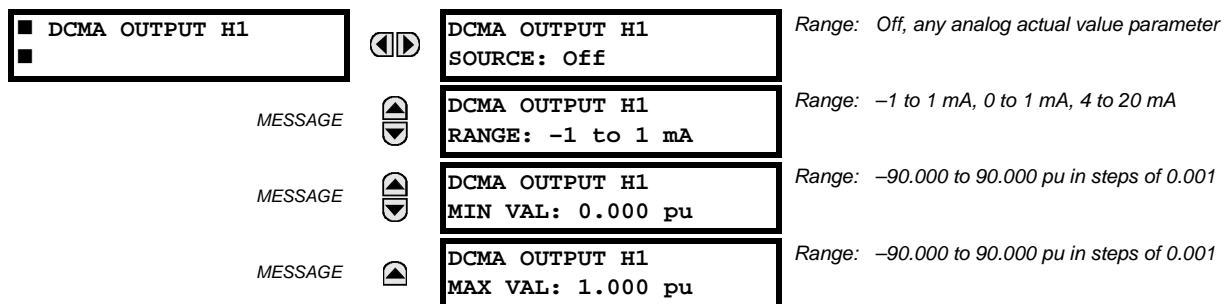 ■ DCMA OUTPUT H1
■
DCMA OUTPUT H1
SOURCE: Off
Range: Off, any analog actual value parameter
MESSAGE
DCMA OUTPUT H1
RANGE: –1 to 1 mA
Range: –1 to 1 mA, 0 to 1 mA, 4 to 20 mA
MESSAGE
DCMA OUTPUT H1
MIN VAL: 0.000 pu
Range: –90.000 to 90.000 pu in steps of 0.001
MESSAGE
DCMA OUTPUT H1
MAX VAL: 1.000 pu
Range: –90.000 to 90.000 pu in steps of 0.001